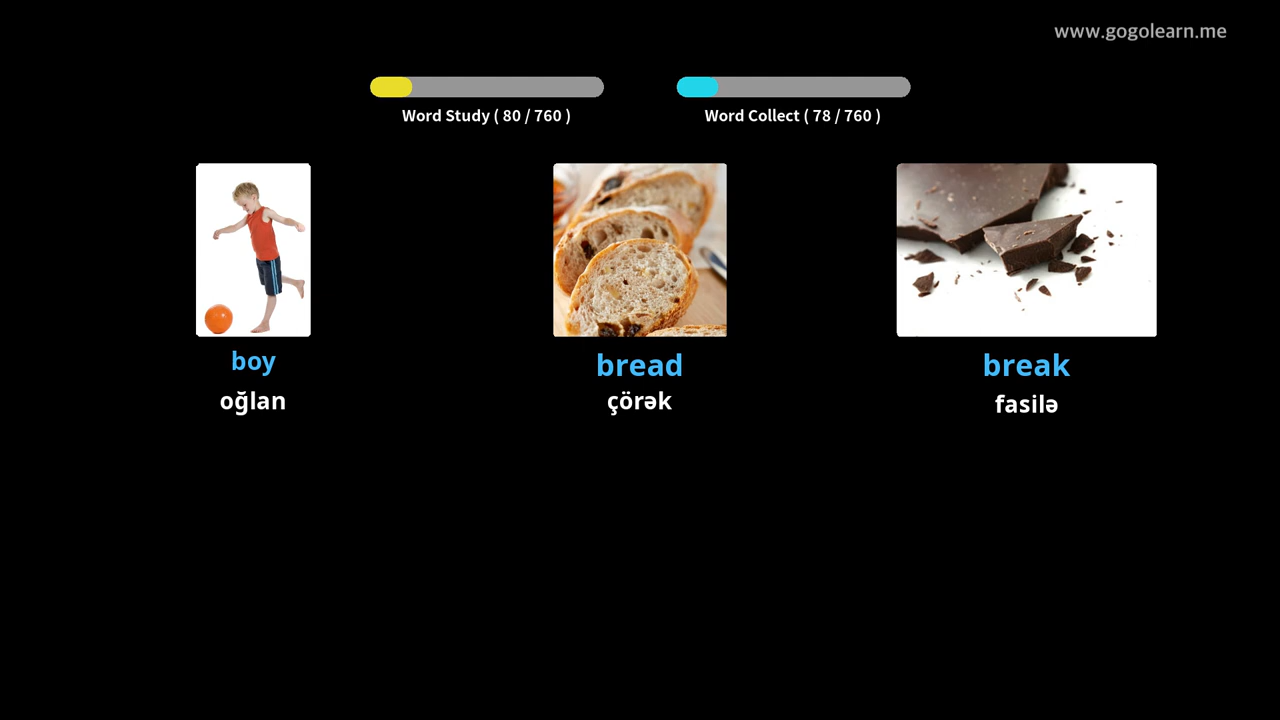 www.gogolearn.me
Word Study ( 80 / 760 )
Word Collect ( 78 / 760 )
boy
oğlan
bread
çörək
break
fasilə